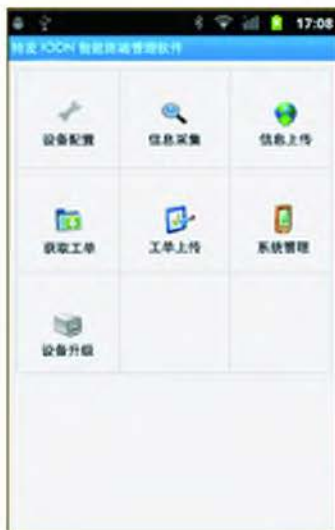 17:08
特发 IODN 智能终端管理软件
设备配置 信息采集 信息上传
获取工单 工单上传 系统管理
设备升级